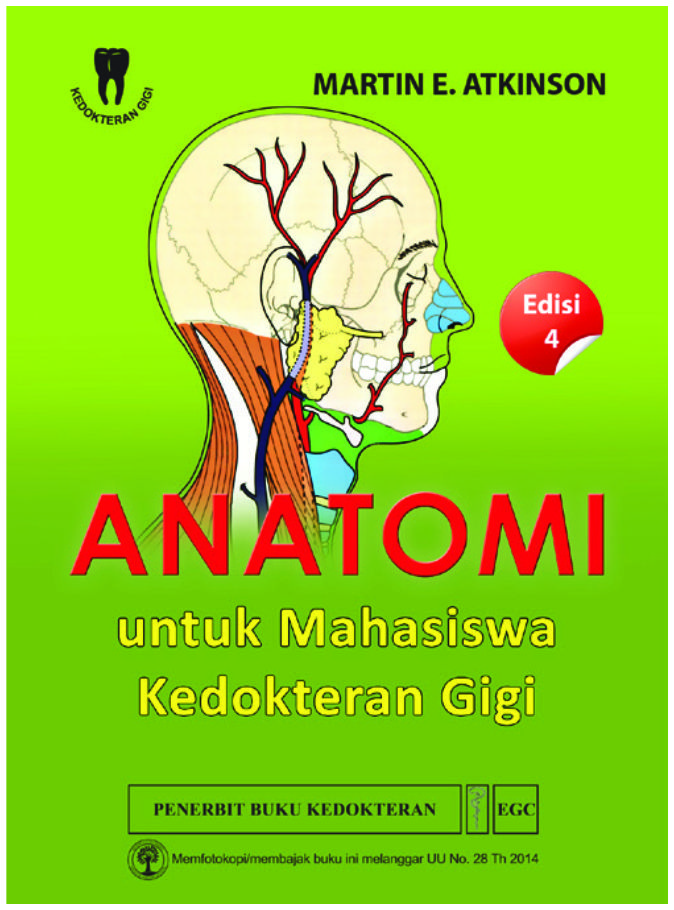 KEDOKTERAN GIGI
MARTIN E. ATKINSON
Edisi
4
ANATOMI
untuk Mahasiswa
Kedokteran Gigi
PENERBIT BUKU KEDOKTERAN
EGC
Memfotokopi/membajak buku ini melanggar UU No. 28 Th 2014